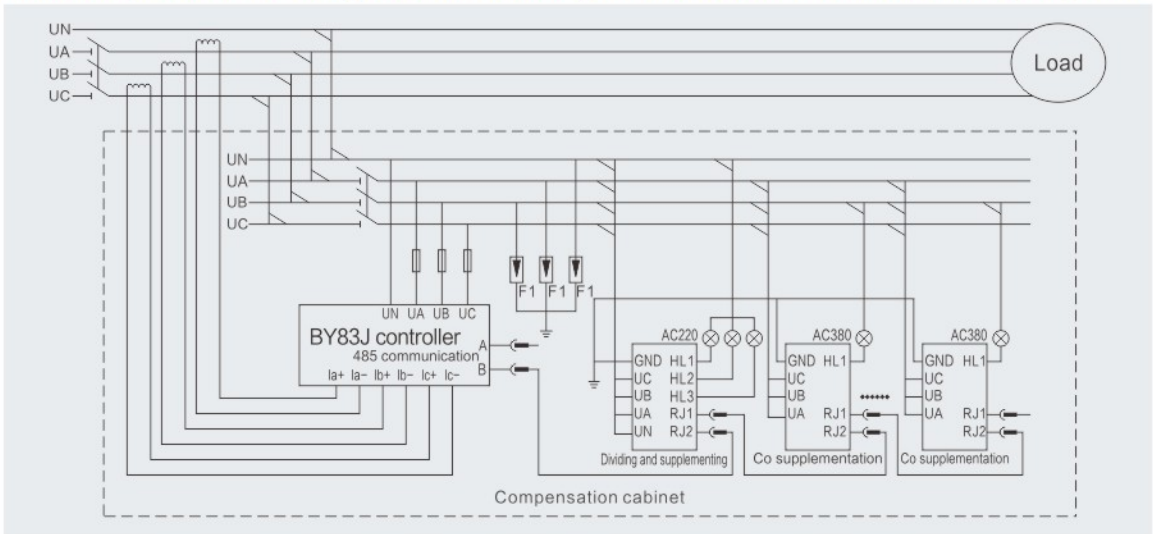 UN
UA
UB
UC
Load
UN
UA
UB
UC
F1 F1 F1
UN UA UB UC
BY83J controller
485 communication
A
B
Ia+ Ia− Ib+ Ib− Ic+ Ic−
AC220
GND HL1
UC HL2
UB HL3
UA RJ1
UN RJ2
Dividing and supplementing
AC380
GND HL1
UC
UB
UA RJ1
RJ2
Co supplementation
AC380
GND HL1
UC
UB
UA RJ1
RJ2
Co supplementation
Compensation cabinet